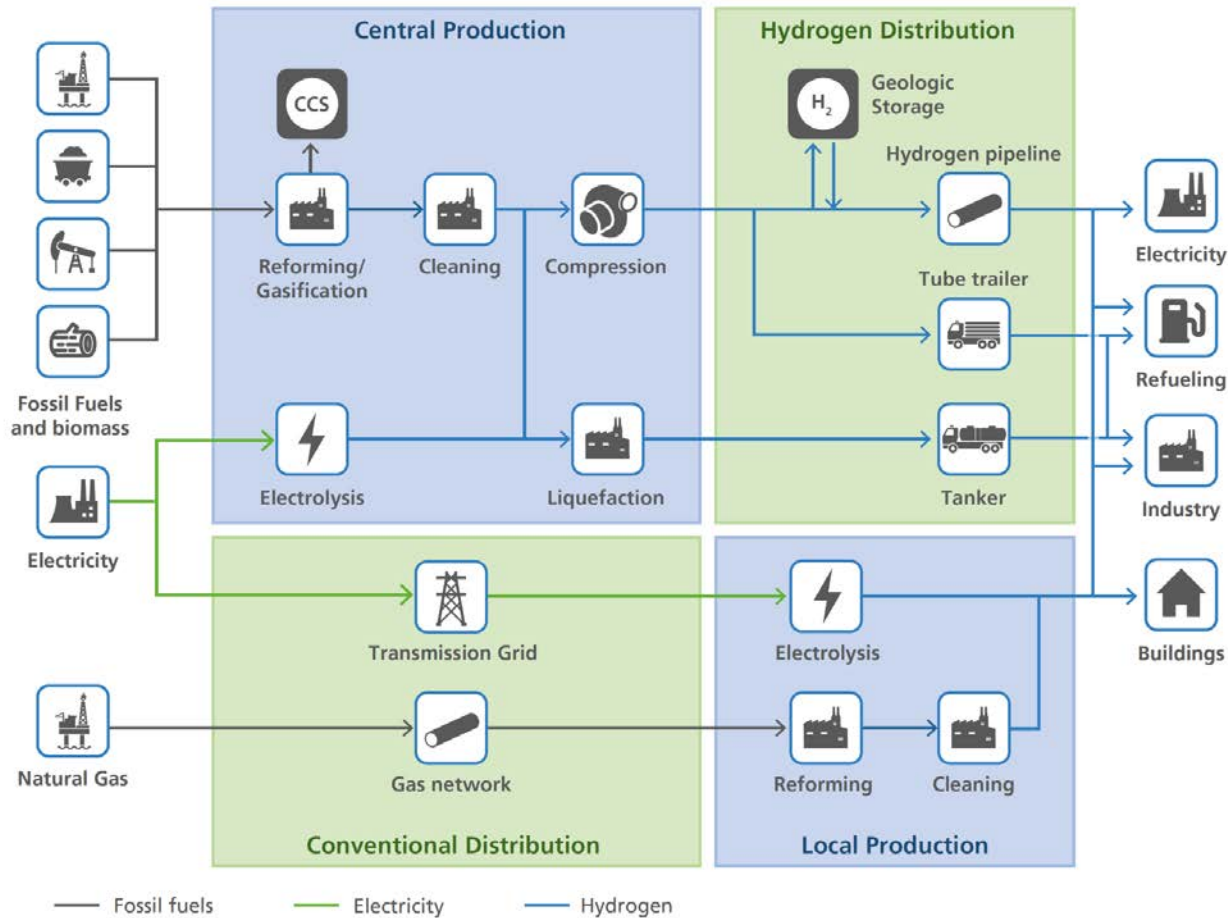 Central Production
Hydrogen Distribution
CCS
H₂
Geologic
Storage
Hydrogen pipeline
Reforming/
Gasification
Cleaning
Compression
Electricity
Tube trailer
Refueling
Fossil Fuels
and biomass
Electrolysis
Liquefaction
Tanker
Industry
Electricity
Transmission Grid
Electrolysis
Buildings
Natural Gas
Gas network
Reforming
Cleaning
Conventional Distribution
Local Production
Fossil fuels
Electricity
Hydrogen